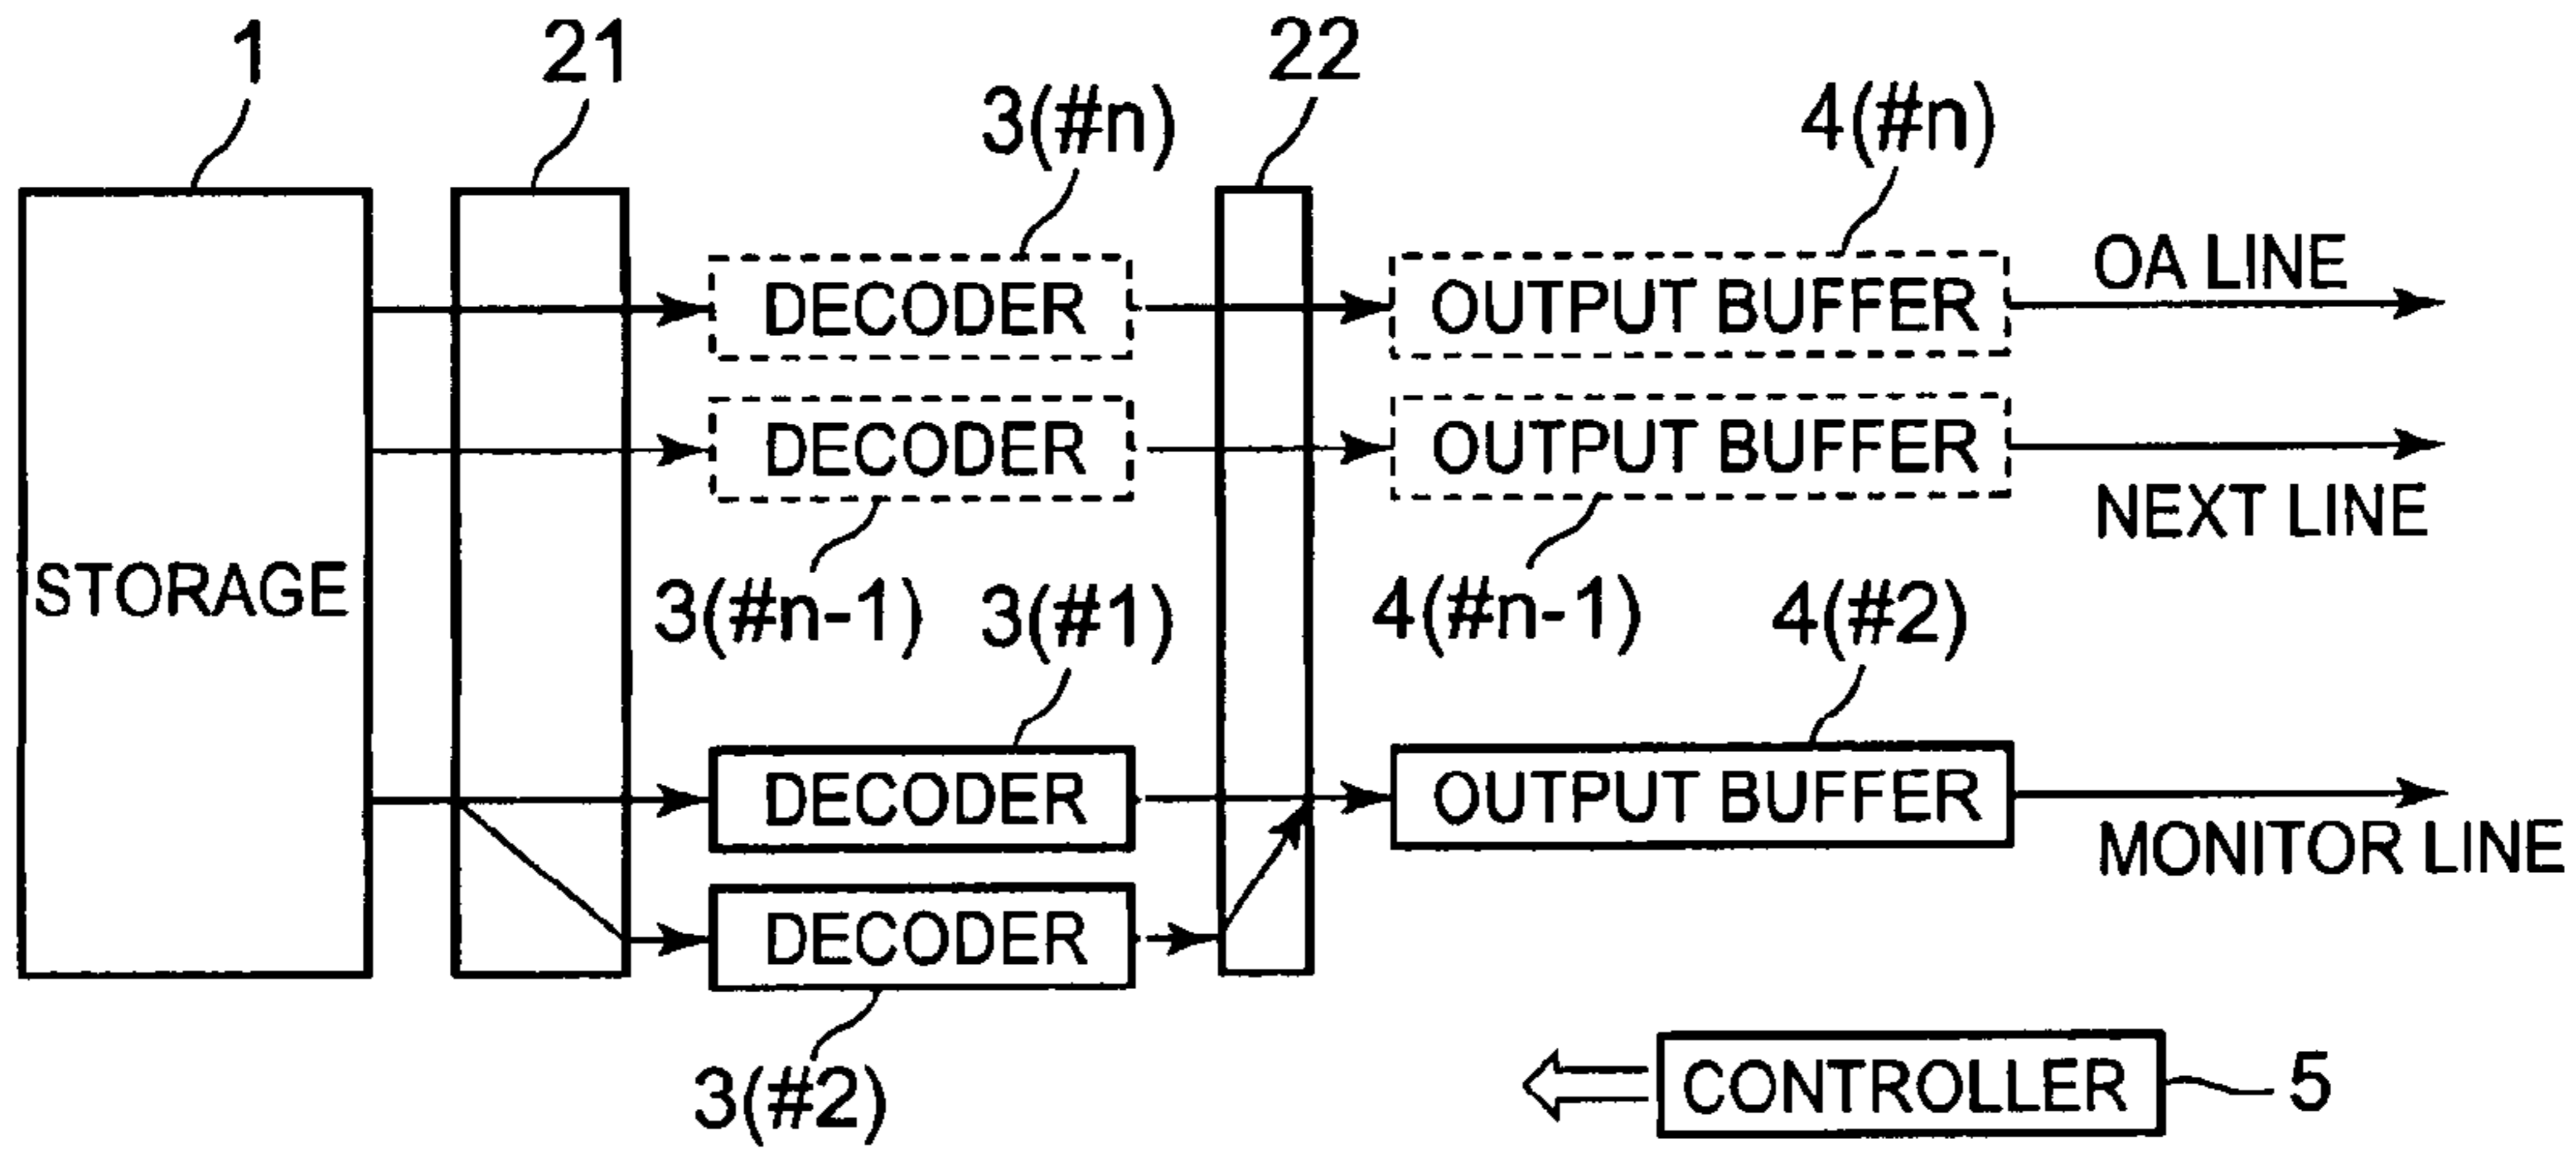 1
21
22
3(#n)
4(#n)
DECODER
OUTPUT BUFFER
OA LINE
DECODER
OUTPUT BUFFER
NEXT LINE
STORAGE
3(#n-1)
3(#1)
4(#n-1)
4(#2)
DECODER
OUTPUT BUFFER
MONITOR LINE
DECODER
3(#2)
CONTROLLER
5